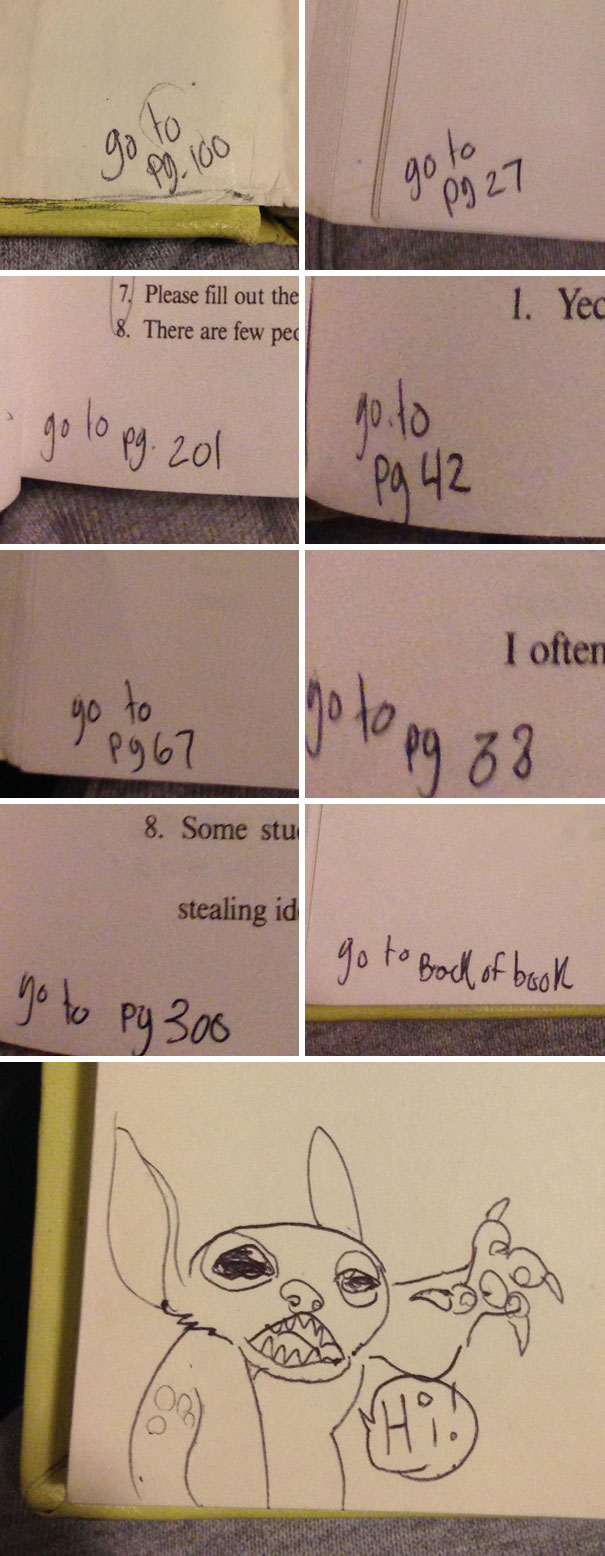 go to
pg. 100
go to
pg 27
7. Please fill out the
8. There are few peo
go to pg. 201
1. Yec
go to
pg 42
go to
pg 67
I often
go to pg 38
8. Some stu
stealing id
go to pg 300
go to Back of book
Hi!